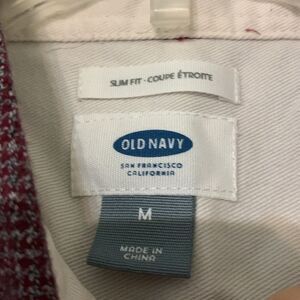 SLIM FIT - COUPE ÉTROITE
OLD NAVY
SAN FRANCISCO
CALIFORNIA
M
MADE IN
CHINA